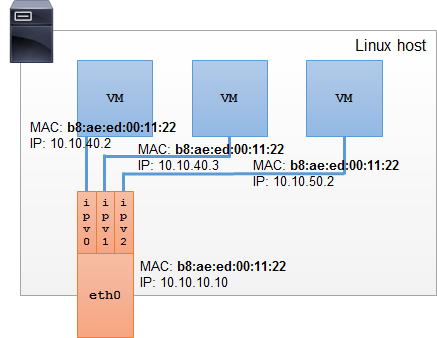 Linux host
VM
VM
VM
MAC: b8:ae:ed:00:11:22
IP: 10.10.40.2
MAC: b8:ae:ed:00:11:22
IP: 10.10.40.3
MAC: b8:ae:ed:00:11:22
IP: 10.10.50.2
ipv0
ipv1
ipv2
MAC: b8:ae:ed:00:11:22
IP: 10.10.10.10
eth0